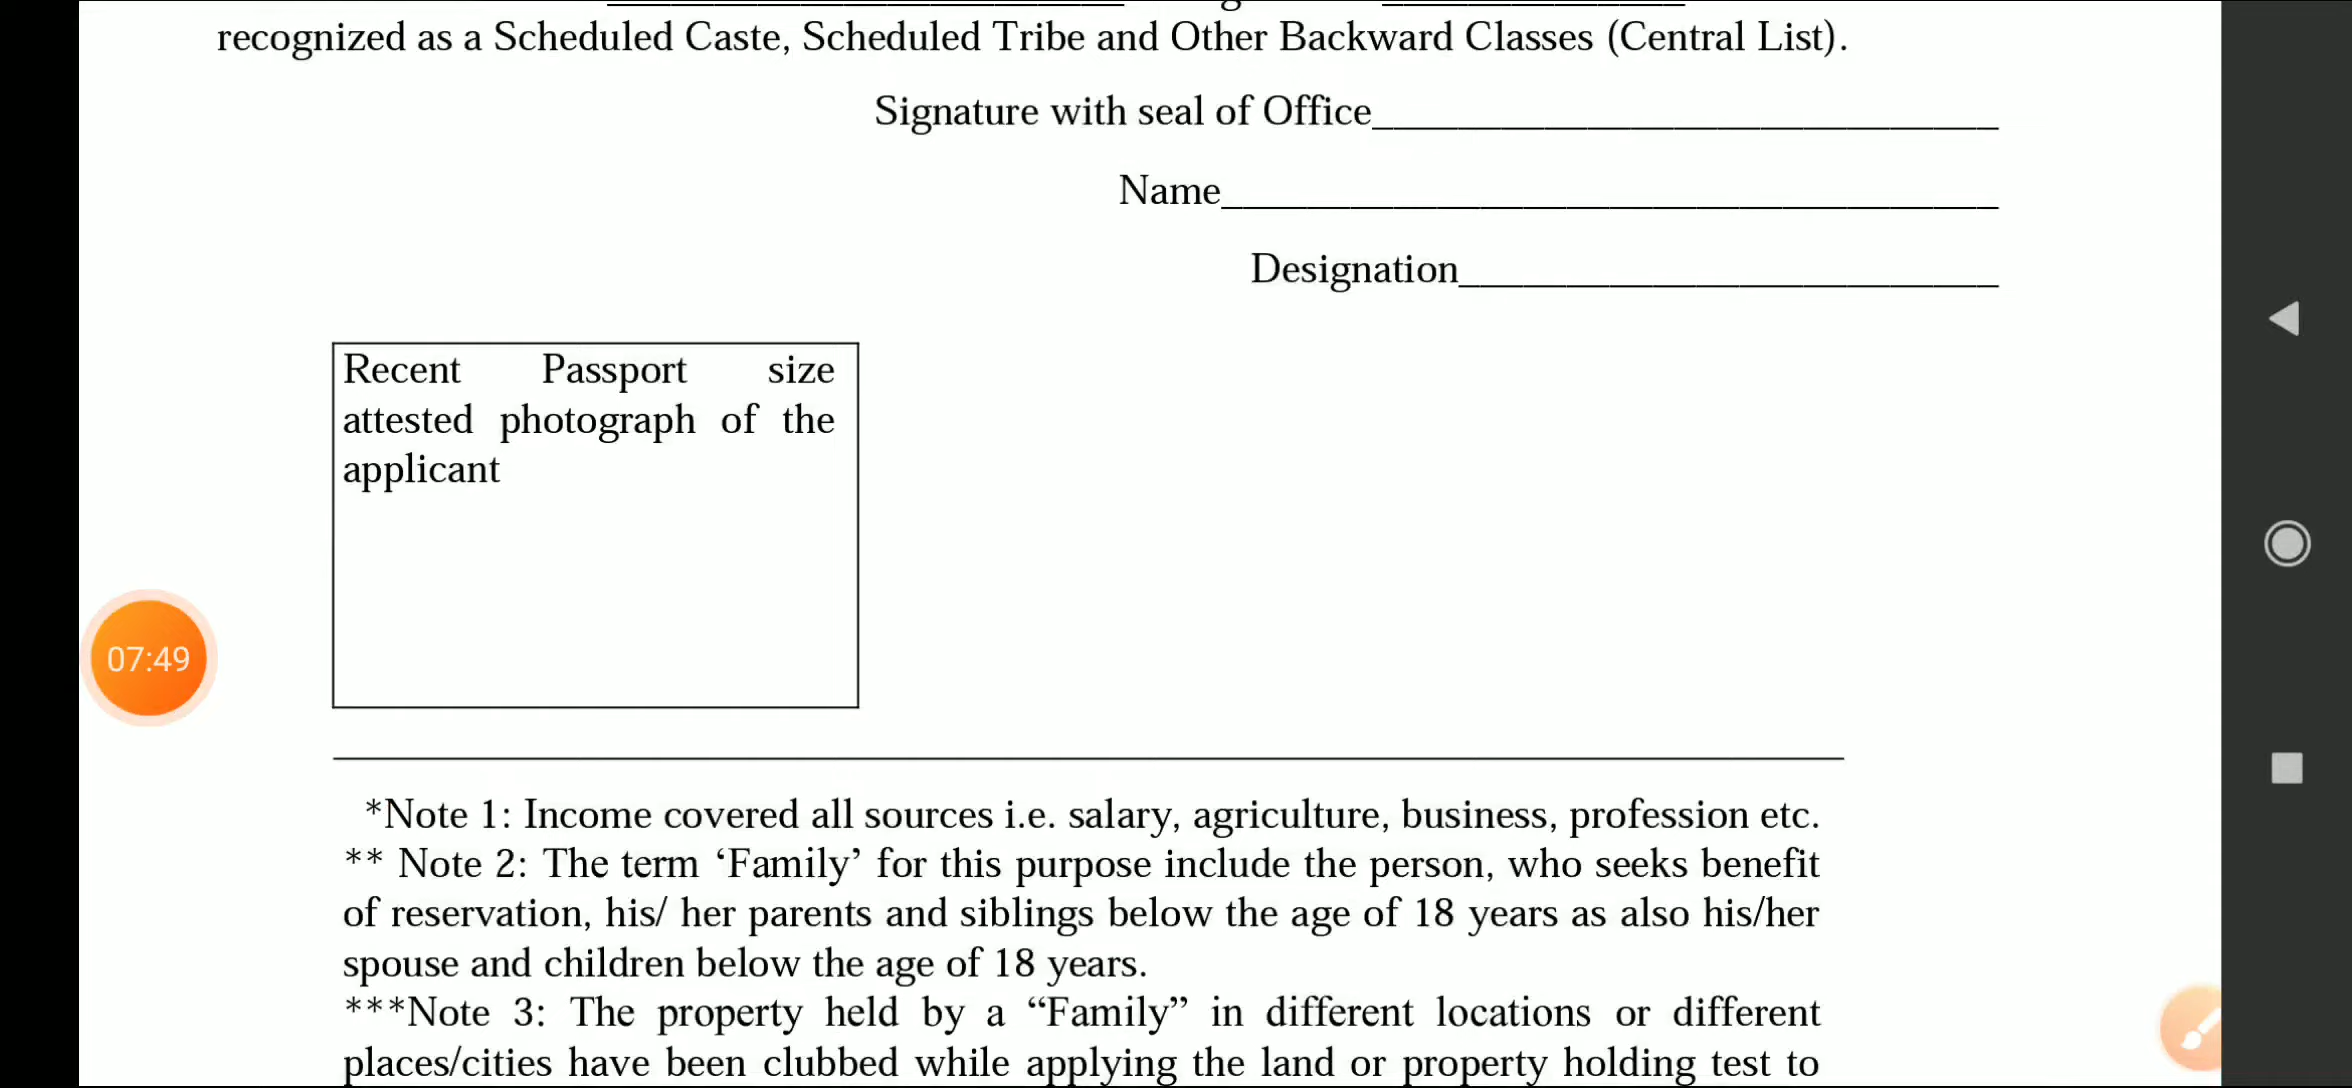 recognized as a Scheduled Caste, Scheduled Tribe and Other Backward Classes (Central List).
Signature with seal of Office
Name
Designation
Recent Passport size
attested photograph of the
applicant
07:49
*Note 1: Income covered all sources i.e. salary, agriculture, business, profession etc.
** Note 2: The term ‘Family’ for this purpose include the person, who seeks benefit
of reservation, his/ her parents and siblings below the age of 18 years as also his/her
spouse and children below the age of 18 years.
***Note 3: The property held by a “Family” in different locations or different
places/cities have been clubbed while applying the land or property holding test to